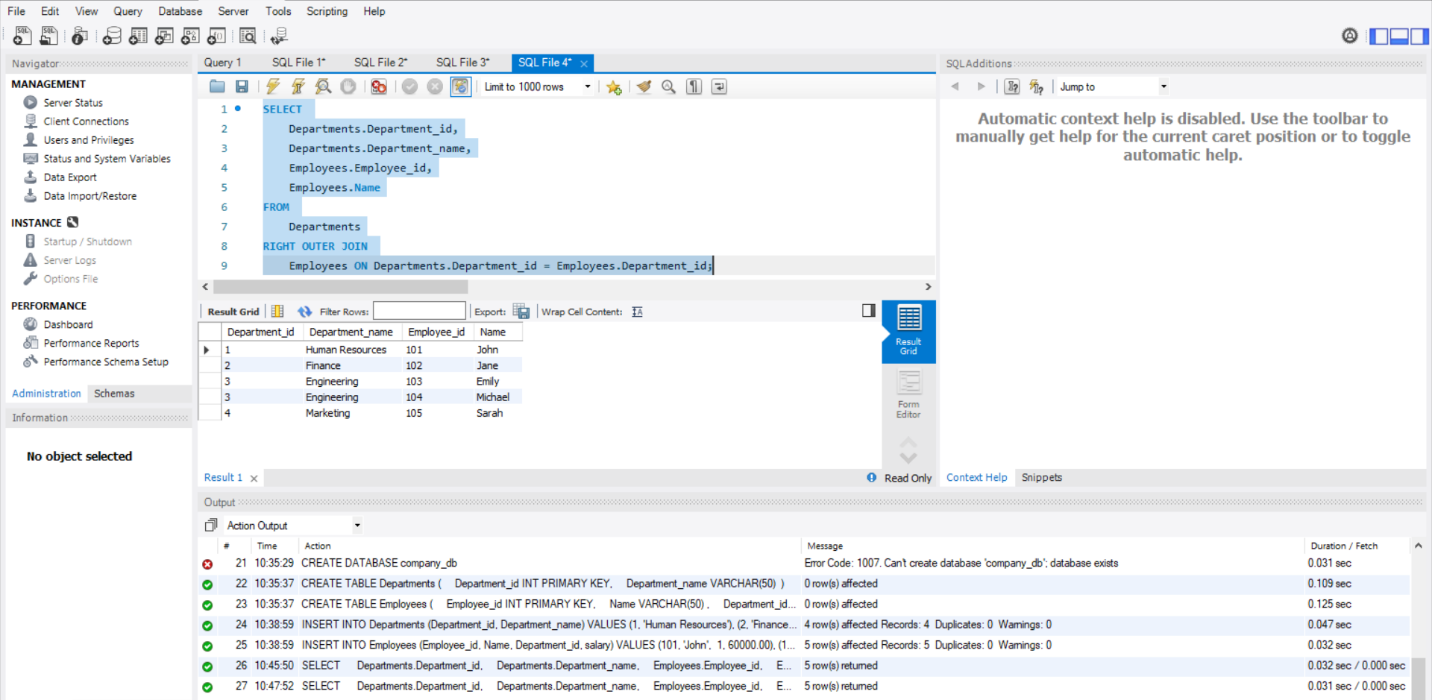 File Edit View Query Database Server Tools Scripting Help
Navigator
MANAGEMENT
Server Status
Client Connections
Users and Privileges
Status and System Variables
Data Export
Data Import/Restore
INSTANCE
Startup / Shutdown
Server Logs
Options File
PERFORMANCE
Dashboard
Performance Reports
Performance Schema Setup
Administration Schemas
Information
No object selected
Query 1 SQL File 1* SQL File 2* SQL File 3* SQL File 4*
Limit to 1000 rows
1 SELECT
2 Departments.Department_id,
3 Departments.Department_name,
4 Employees.Employee_id,
5 Employees.Name
6 FROM
7 Departments
8 RIGHT OUTER JOIN
9 Employees ON Departments.Department_id = Employees.Department_id;
Result Grid Filter Rows: Export: Wrap Cell Content:
Department_id Department_name Employee_id Name
1 Human Resources 101 John
2 Finance 102 Jane
3 Engineering 103 Emily
3 Engineering 104 Michael
4 Marketing 105 Sarah
Result
Grid
Form
Editor
Result 1 Read Only
SQLAdditions
Jump to
Automatic context help is disabled. Use the toolbar to
manually get help for the current caret position or to toggle
automatic help.
Context Help Snippets
Output
Action Output
# Time Action Message Duration / Fetch
21 10:35:29 CREATE DATABASE company_db Error Code: 1007. Can't create database 'company_db'; database exists 0.031 sec
22 10:35:37 CREATE TABLE Departments ( Department_id INT PRIMARY KEY, Department_name VARCHAR(50) ) 0 row(s) affected 0.109 sec
23 10:35:37 CREATE TABLE Employees ( Employee_id INT PRIMARY KEY, Name VARCHAR(50), Department_id... 0 row(s) affected 0.125 sec
24 10:38:59 INSERT INTO Departments (Department_id, Department_name) VALUES (1, 'Human Resources'), (2, 'Finance... 4 row(s) affected Records: 4 Duplicates: 0 Warnings: 0 0.047 sec
25 10:38:59 INSERT INTO Employees (Employee_id, Name, Department_id, salary) VALUES (101, 'John', 1, 60000.00), (1... 5 row(s) affected Records: 5 Duplicates: 0 Warnings: 0 0.032 sec
26 10:45:50 SELECT Departments.Department_id, Departments.Department_name, Employees.Employee_id, E... 5 row(s) returned 0.032 sec / 0.000 sec
27 10:47:52 SELECT Departments.Department_id, Departments.Department_name, Employees.Employee_id, E... 5 row(s) returned 0.031 sec / 0.000 sec